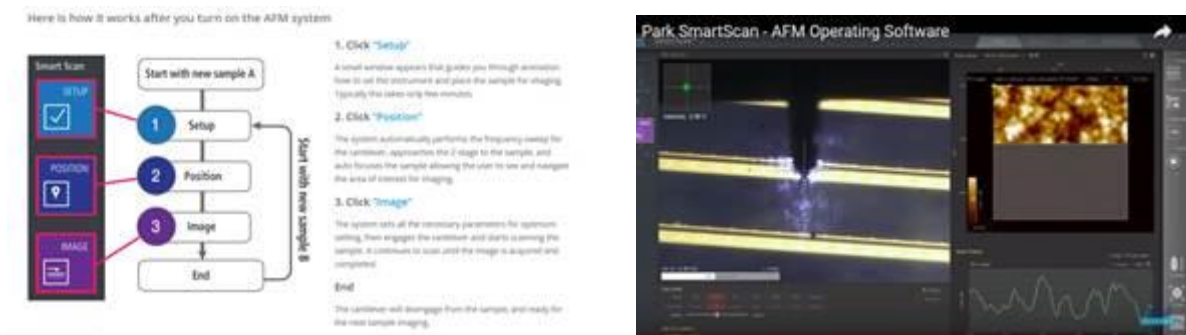 Here is how it works after you turn on the AFM system
Smart Scan
SETUP
POSITION
IMAGE
Start with new sample A
1
Setup
2
Position
3
Image
End
Start with new sample B
1. Click "Setup"
A small window appears that guides you through animation
how to set the instrument and place the sample for imaging.
Typically this takes only few minutes.
2. Click "Position"
The system automatically performs the frequency sweep for
the cantilever, approaches the Z stage to the sample, and
auto focuses the sample allowing the user to see and navigate
the area of interest for imaging.
3. Click "Image"
The system sets all the necessary parameters for optimum
setting, then engages the cantilever and starts scanning the
sample. It continues to scan until the image is acquired and
completed.
End
The cantilever will disengage from the sample, and ready for
the next sample imaging.
Park SmartScan - AFM Operating Software